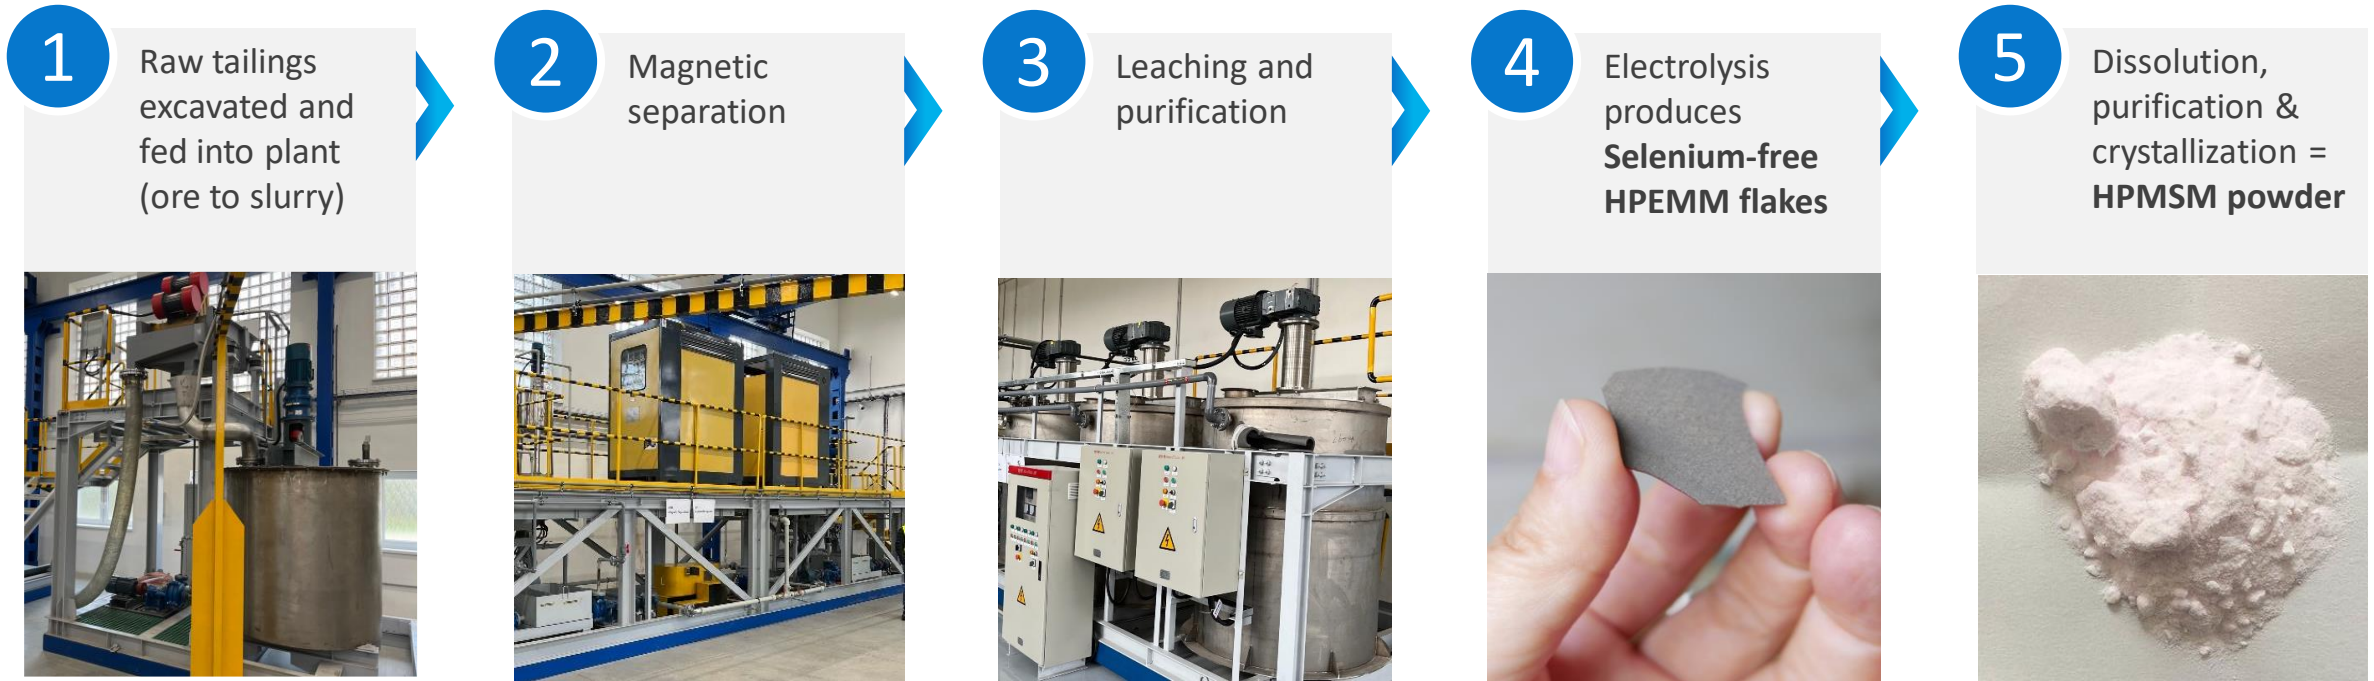 1
Raw tailings
excavated and
fed into plant
(ore to slurry)
2
Magnetic
separation
3
Leaching and
purification
4
Electrolysis
produces
Selenium-free
HPEMM flakes
5
Dissolution,
purification &
crystallization =
HPMSM powder